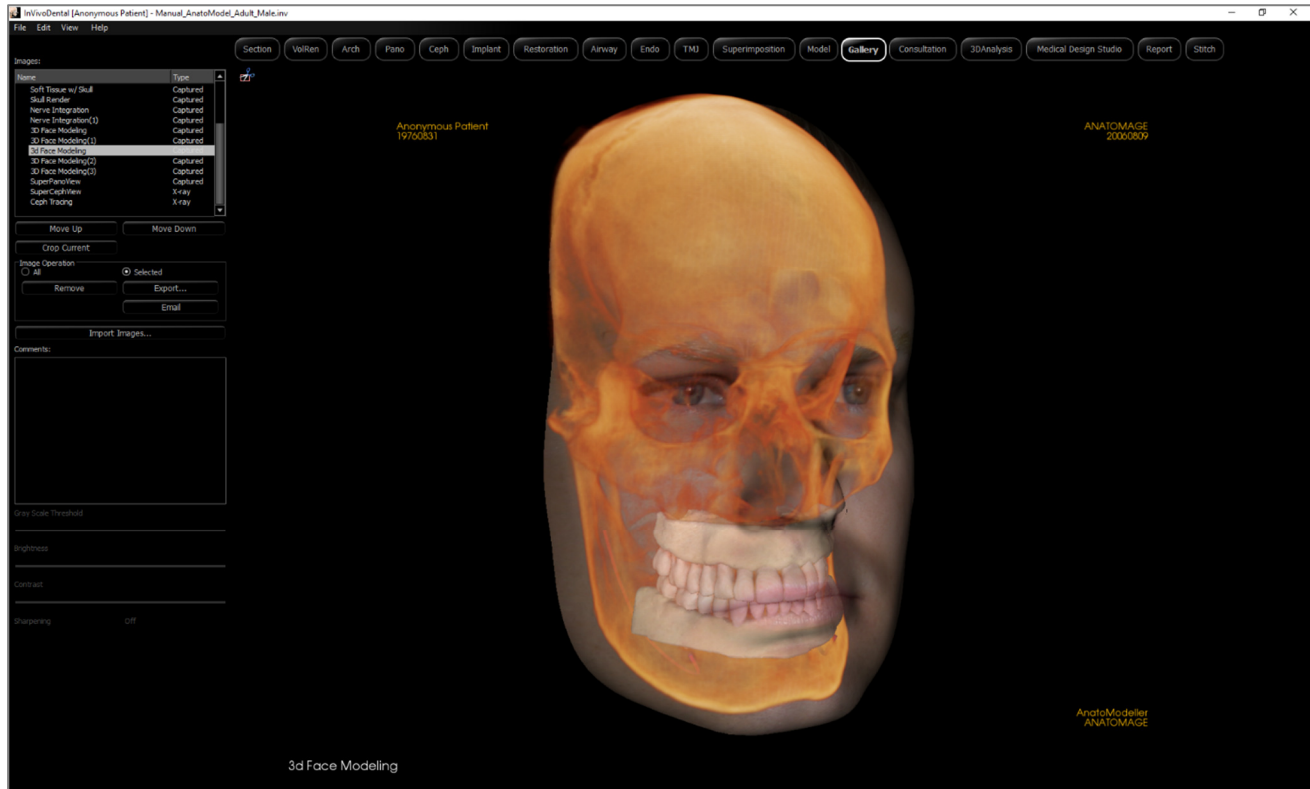 InVivoDental [Anonymous Patient] - Manual_AnatoModel_Adult_Male.inv
File Edit View Help
Section VolRen Arch Pano Ceph Implant Restoration Airway Endo TMJ Superimposition Model Gallery Consultation 3DAnalysis Medical Design Studio Report Stitch
Images:
Name Type
Soft Tissue w/ Skull Captured
Skull Render Captured
Nerve Integration Captured
Nerve Integration(1) Captured
3D Face Modeling Captured
3D Face Modeling(1) Captured
3d Face Modeling Captured
3D Face Modeling(2) Captured
3D Face Modeling(3) Captured
SuperPanoView Captured
SuperCephView X-ray
Ceph Tracing X-ray
Move Up Move Down
Crop Current
Image Operation
All Selected
Remove Export...
Email
Import Images...
Comments:
Gray Scale Threshold
Brightness
Contrast
Sharpening Off
Anonymous Patient
19760831
ANATOMAGE
20060809
AnatoModeller
ANATOMAGE
3d Face Modeling